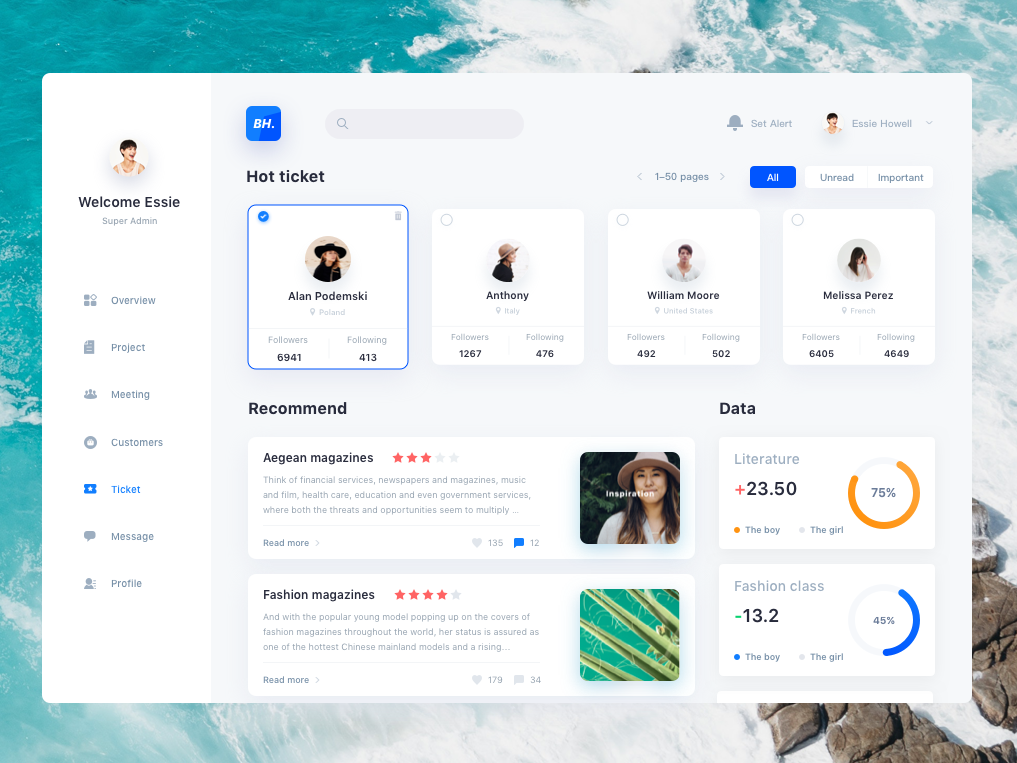 BH.
Set Alert
Essie Howell
Welcome Essie
Super Admin
Overview
Project
Meeting
Customers
Ticket
Message
Profile
Hot ticket
1–50 pages
All
Unread
Important
Alan Podemski
Poland
Followers
Following
6941
413
Anthony
Italy
Followers
Following
1267
476
William Moore
United States
Followers
Following
492
502
Melissa Perez
French
Followers
Following
6405
4649
Recommend
Aegean magazines
Think of financial services, newspapers and magazines, music
and film, health care, education and even government services,
where both the threats and opportunities seem to multiply ...
Read more
135
12
Inspiration
Fashion magazines
And with the popular young model popping up on the covers of
fashion magazines throughout the world, her status is assured as
one of the hottest Chinese mainland models and a rising...
Read more
179
34
Data
Literature
+23.50
75%
The boy
The girl
Fashion class
-13.2
45%
The boy
The girl